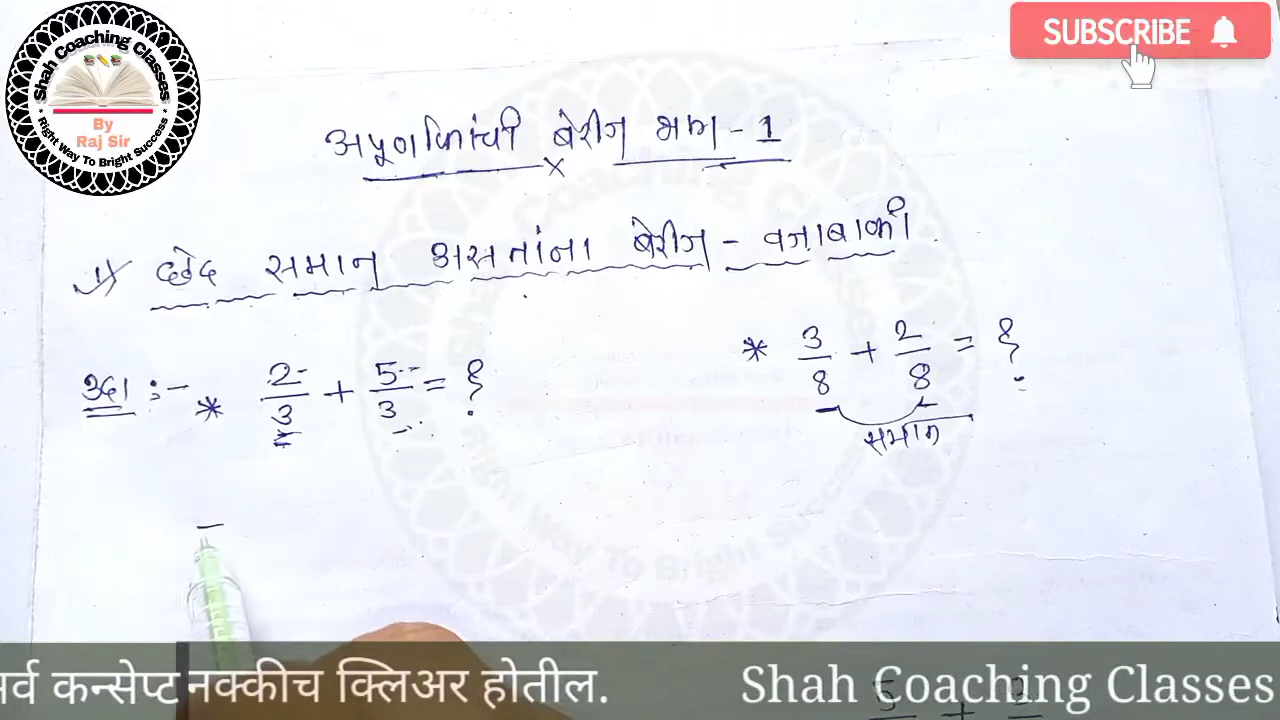 Shah Coaching Classes
By
Raj Sir
* Right Way To Bright Success *
SUBSCRIBE
अपूर्णांकांची बेरीज भाग - 1
1) छेद समान असतांना बेरीज - वजाबाकी
उदा :- * 2/3 + 5/3 = ?
* 3/8 + 2/8 = ?
समान
र्व कन्सेप्ट नक्कीच क्लिअर होतील. Shah Coaching Classes